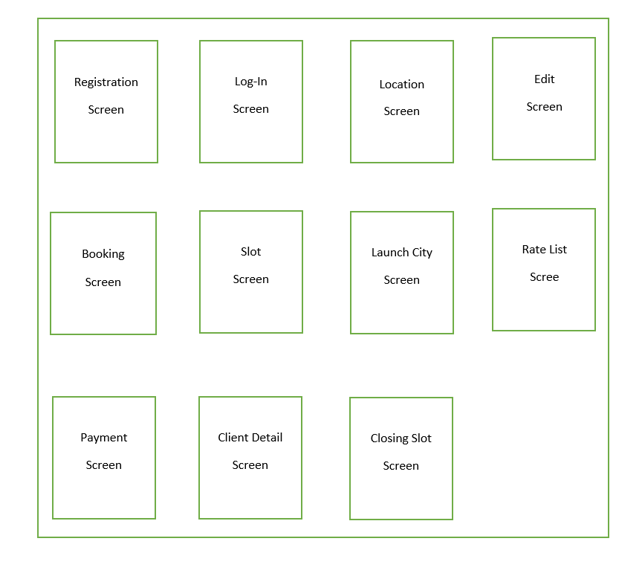 Registration
Screen
Log-In
Screen
Location
Screen
Edit
Screen
Booking
Screen
Slot
Screen
Launch City
Screen
Rate List
Scree
Payment
Screen
Client Detail
Screen
Closing Slot
Screen